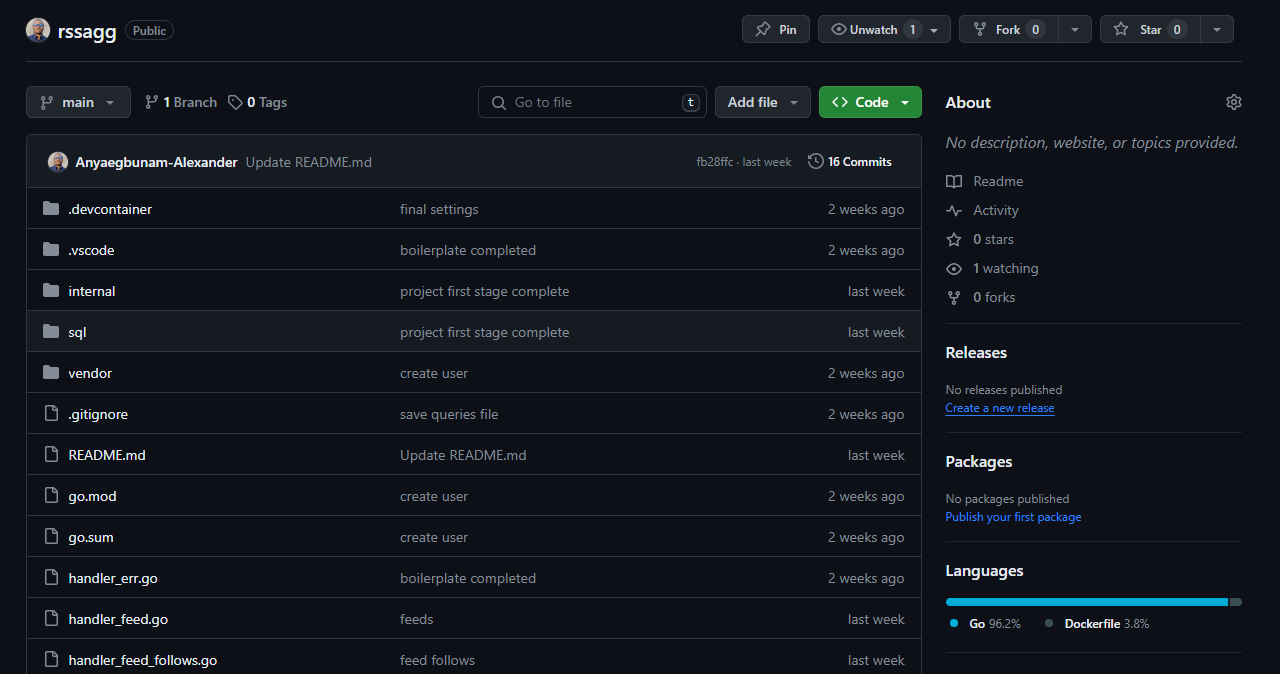 rssagg Public Pin Unwatch 1 Fork 0 Star 0
main 1 Branch 0 Tags Go to file t Add file Code
Anyaegbunam-Alexander Update README.md fb28ffc · last week 16 Commits
.devcontainer final settings 2 weeks ago
.vscode boilerplate completed 2 weeks ago
internal project first stage complete last week
sql project first stage complete last week
vendor create user 2 weeks ago
.gitignore save queries file 2 weeks ago
README.md Update README.md last week
go.mod create user 2 weeks ago
go.sum create user 2 weeks ago
handler_err.go boilerplate completed 2 weeks ago
handler_feed.go feeds last week
handler_feed_follows.go feed follows last week
About
No description, website, or topics provided.
Readme
Activity
0 stars
1 watching
0 forks
Releases
No releases published
Create a new release
Packages
No packages published
Publish your first package
Languages
Go 96.2% Dockerfile 3.8%